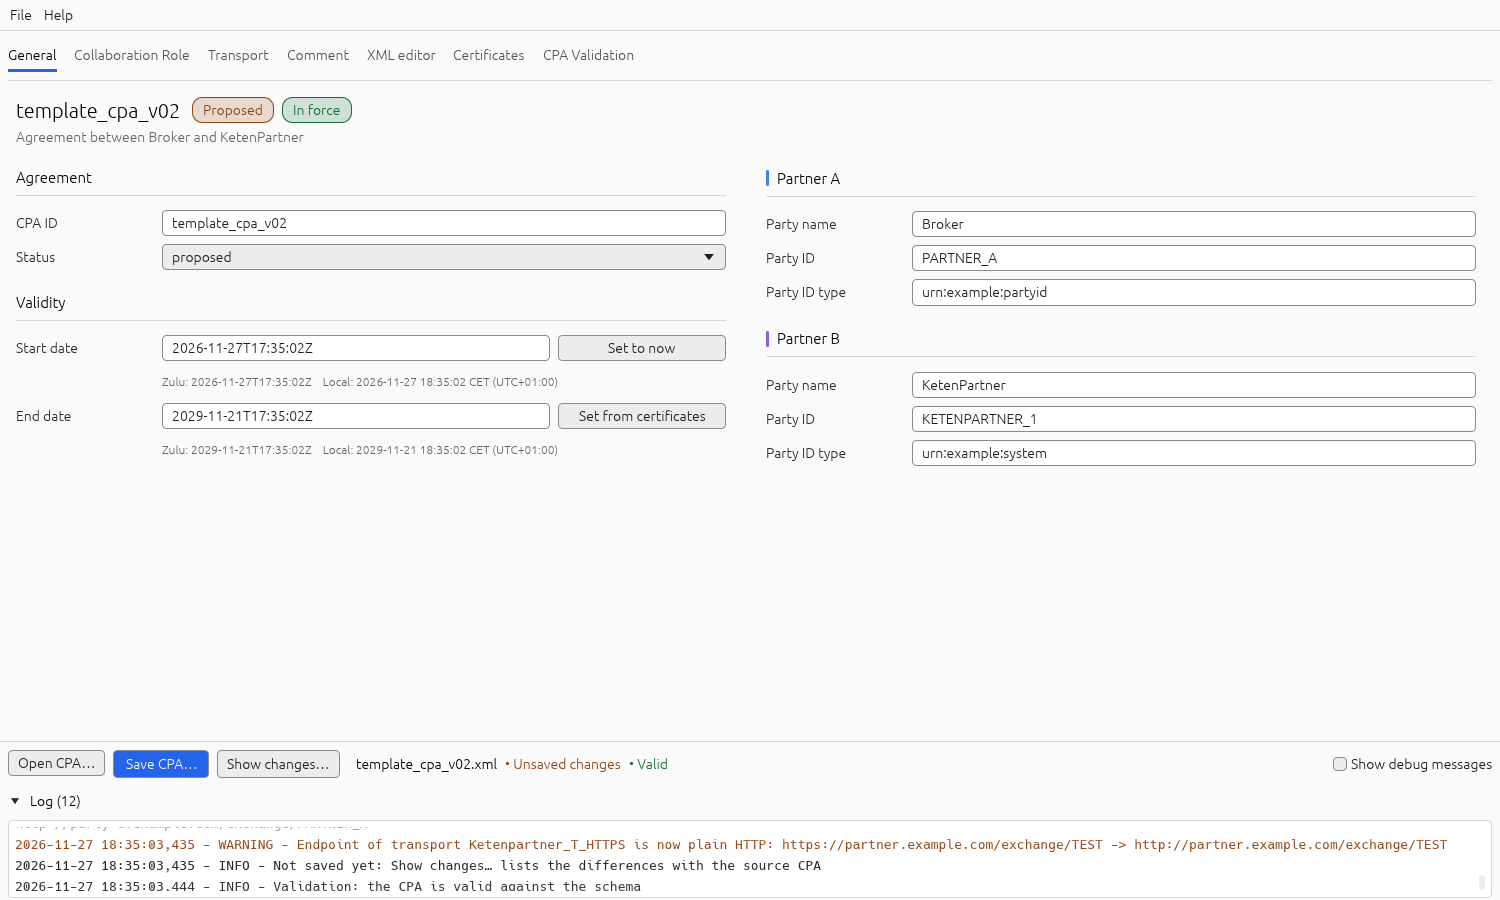 File Help
General Collaboration Role Transport Comment XML editor Certificates CPA Validation
template_cpa_v02 Proposed In force
Agreement between Broker and KetenPartner
Agreement
CPA ID template_cpa_v02
Status proposed
Validity
Start date 2026-11-27T17:35:02Z Set to now
Zulu: 2026-11-27T17:35:02Z Local: 2026-11-27 18:35:02 CET (UTC+01:00)
End date 2029-11-21T17:35:02Z Set from certificates
Zulu: 2029-11-21T17:35:02Z Local: 2029-11-21 18:35:02 CET (UTC+01:00)
Partner A
Party name Broker
Party ID PARTNER_A
Party ID type urn:example:partyid
Partner B
Party name KetenPartner
Party ID KETENPARTNER_1
Party ID type urn:example:system
Open CPA... Save CPA... Show changes... template_cpa_v02.xml • Unsaved changes • Valid Show debug messages
Log (12)
2026-11-27 18:35:03,435 - WARNING - Endpoint of transport Ketenpartner_T_HTTPS is now plain HTTP: https://partner.example.com/exchange/TEST -> http://partner.example.com/exchange/TEST
2026-11-27 18:35:03,435 - INFO - Not saved yet: Show changes… lists the differences with the source CPA
2026-11-27 18:35:03,444 - INFO - Validation: the CPA is valid against the schema